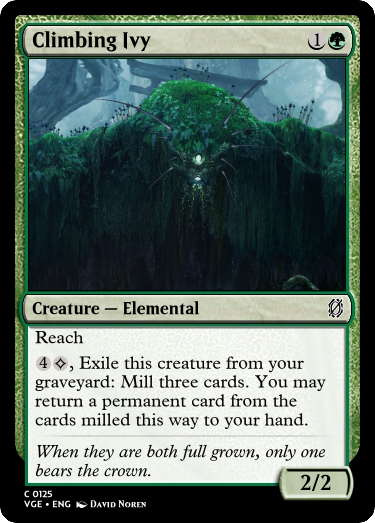 Climbing Ivy 1
Creature — Elemental
Reach
4, Exile this creature from your
graveyard: Mill three cards. You may
return a permanent card from the
cards milled this way to your hand.
When they are both full grown, only one
bears the crown.
2/2
C 0125
VGE • ENG David Noren